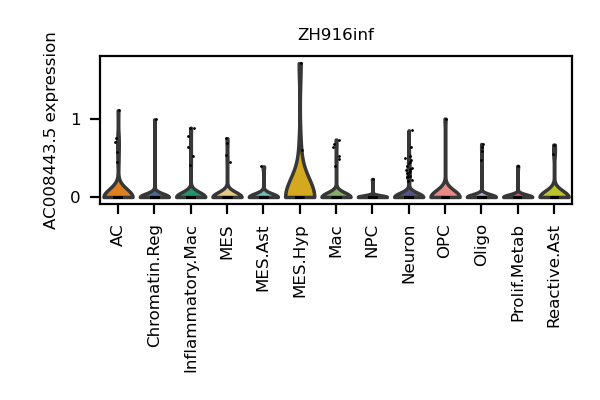 ZH916inf
AC008443.5 expression
1
0
AC
Chromatin.Reg
Inflammatory.Mac
MES
MES.Ast
MES.Hyp
Mac
NPC
Neuron
OPC
Oligo
Prolif.Metab
Reactive.Ast